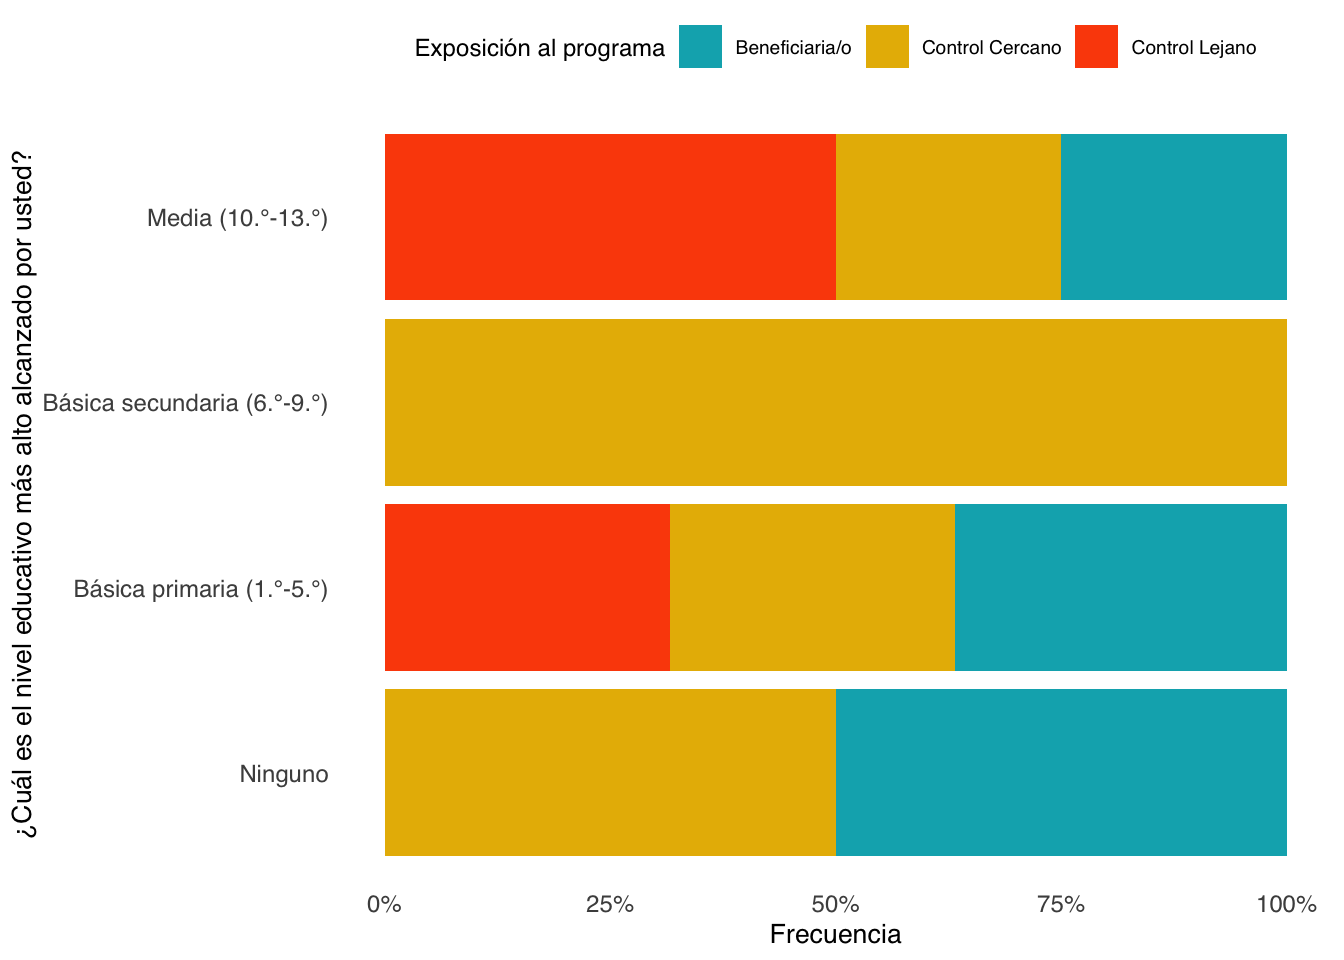 Exposición al programa Beneficiaria/o Control Cercano Control Lejano
¿Cuál es el nivel educativo más alto alcanzado por usted?
Media (10.°-13.°)
Básica secundaria (6.°-9.°)
Básica primaria (1.°-5.°)
Ninguno
0% 25% 50% 75% 100%
Frecuencia